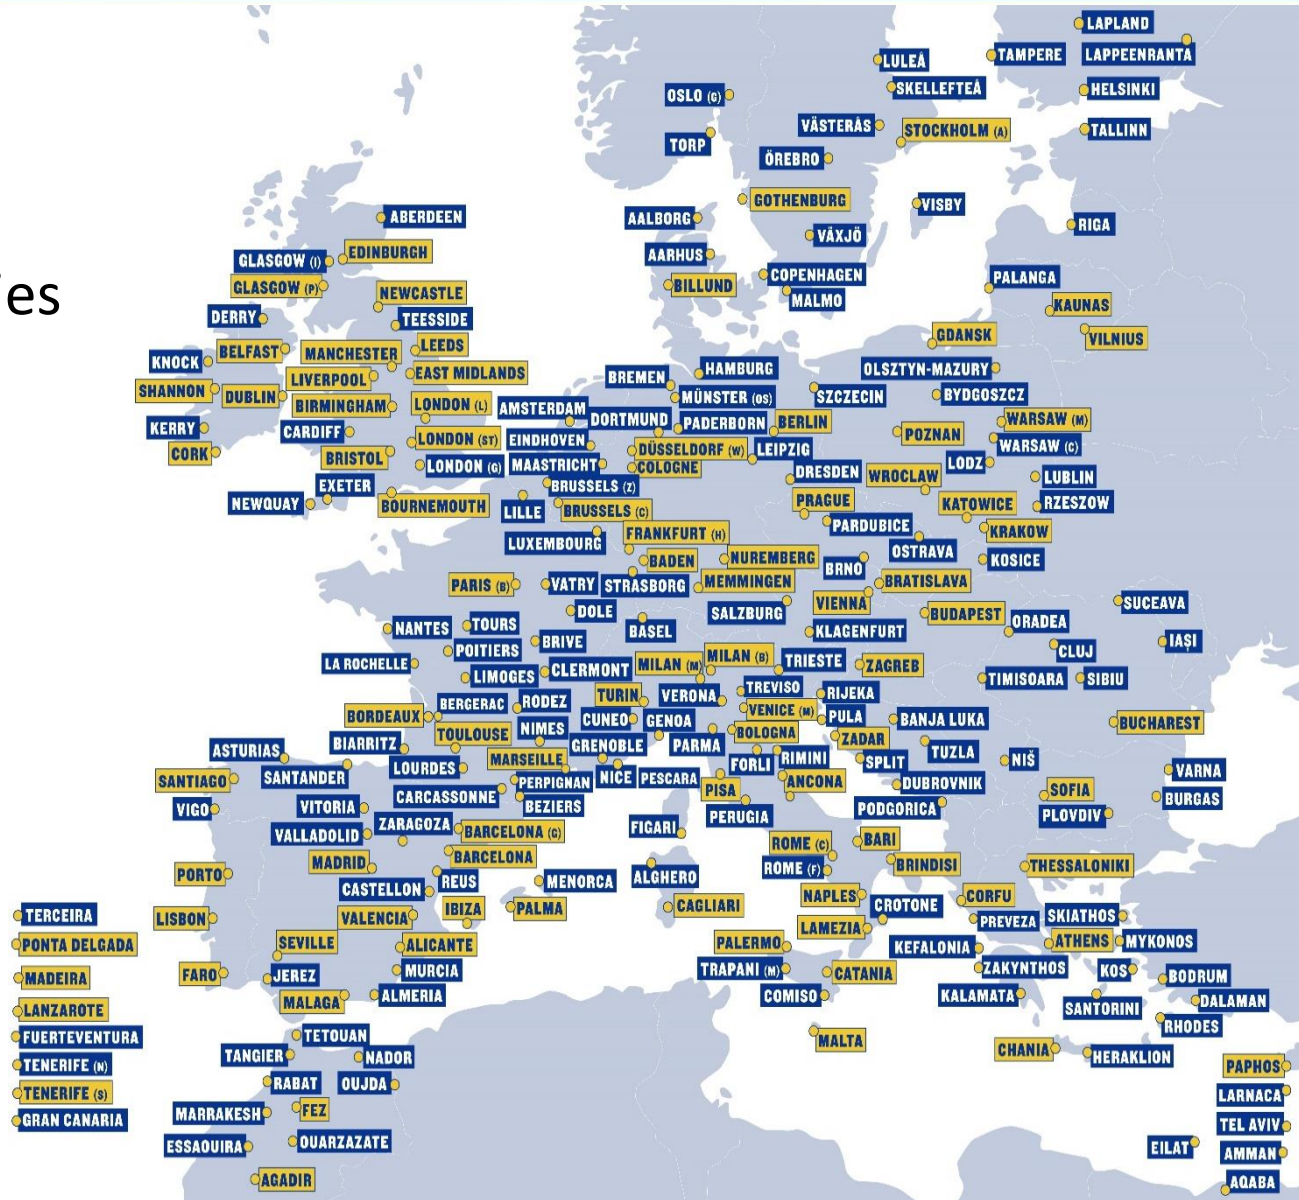 LAPLAND
LULEÅ
TAMPERE
LAPPEENRANTA
SKELLEFTEÅ
HELSINKI
OSLO (G)
VÄSTERÅS
STOCKHOLM (A)
TALLINN
TORP
ÖREBRO
GOTHENBURG
VISBY
ABERDEEN
AALBORG
VÄXJÖ
RIGA
EDINBURGH
GLASGOW (I)
AARHUS
COPENHAGEN
PALANGA
ies
GLASGOW (P)
NEWCASTLE
BILLUND
MALMO
KAUNAS
DERRY
TEESSIDE
GDANSK
VILNIUS
KNOCK
BELFAST
MANCHESTER
LEEDS
HAMBURG
OLSZTYN-MAZURY
SHANNON
DUBLIN
LIVERPOOL
EAST MIDLANDS
BREMEN
MÜNSTER (OS)
SZCZECIN
BYDGOSZCZ
BIRMINGHAM
LONDON (L)
AMSTERDAM
DORTMUND
PADERBORN
BERLIN
WARSAW (M)
KERRY
CARDIFF
LONDON (ST)
EINDHOVEN
POZNAN
WARSAW (C)
CORK
BRISTOL
LONDON (G)
MAASTRICHT
DÜSSELDORF (W)
LEIPZIG
LODZ
COLOGNE
DRESDEN
WROCLAW
LUBLIN
EXETER
BRUSSELS (Z)
NEWQUAY
BOURNEMOUTH
LILLE
BRUSSELS (C)
PRAGUE
KATOWICE
RZESZOW
LUXEMBOURG
FRANKFURT (H)
PARDUBICE
KRAKOW
BADEN
NUREMBERG
OSTRAVA
KOSICE
BRNO
PARIS (B)
VATRY
STRASBORG
MEMMINGEN
BRATISLAVA
VIENNA
SUCEAVA
DOLE
SALZBURG
BUDAPEST
ORADEA
NANTES
TOURS
BASEL
KLAGENFURT
IAȘI
POITIERS
BRIVE
CLUJ
LA ROCHELLE
LIMOGES
CLERMONT
MILAN (M)
MILAN (B)
TRIESTE
ZAGREB
TIMISOARA
SIBIU
BERGERAC
RODEZ
TURIN
VERONA
TREVISO
RIJEKA
BORDEAUX
CUNEO
GENOA
VENICE (M)
PULA
BANJA LUKA
BUCHAREST
BIARRITZ
TOULOUSE
NIMES
GRENOBLE
PARMA
BOLOGNA
ZADAR
TUZLA
ASTURIAS
SANTANDER
LOURDES
MARSEILLE
NICE
PESCARA
FORLI
RIMINI
SPLIT
NIŠ
VARNA
SANTIAGO
CARCASSONNE
PERPIGNAN
PISA
ANCONA
DUBROVNIK
SOFIA
BURGAS
VIGO
VITORIA
BEZIERS
PERUGIA
PODGORICA
PLOVDIV
VALLADOLID
ZARAGOZA
BARCELONA (G)
FIGARI
ROME (C)
BARI
MADRID
BARCELONA
ROME (F)
BRINDISI
THESSALONIKI
PORTO
CASTELLON
REUS
MENORCA
ALGHERO
NAPLES
CORFU
TERCEIRA
LISBON
VALENCIA
IBIZA
PALMA
CAGLIARI
CROTONE
PREVEZA
SKIATHOS
PONTA DELGADA
SEVILLE
ALICANTE
PALERMO
LAMEZIA
KEFALONIA
ATHENS
MYKONOS
MADEIRA
FARO
JEREZ
MURCIA
TRAPANI (M)
CATANIA
ZAKYNTHOS
KOS
BODRUM
LANZAROTE
MALAGA
ALMERIA
COMISO
KALAMATA
SANTORINI
DALAMAN
FUERTEVENTURA
TETOUAN
MALTA
RHODES
TENERIFE (N)
TANGIER
NADOR
CHANIA
HERAKLION
PAPHOS
TENERIFE (S)
RABAT
OUJDA
LARNACA
GRAN CANARIA
MARRAKESH
FEZ
TEL AVIV
ESSAOUIRA
OUARZAZATE
EILAT
AMMAN
AGADIR
AQABA